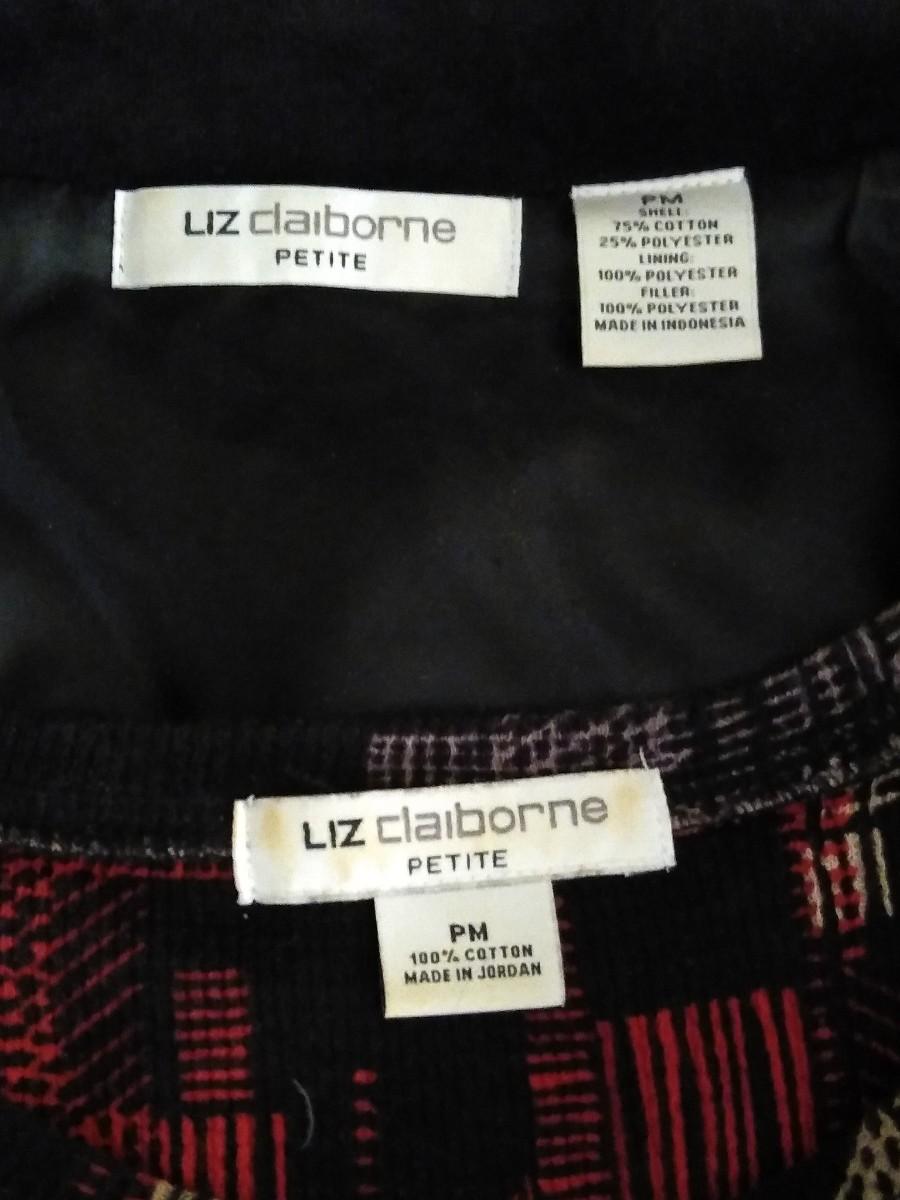 LIZ claiborne
PETITE
PM
SHELL:
75% COTTON
25% POLYESTER
LINING:
100% POLYESTER
FILLER:
100% POLYESTER
MADE IN INDONESIA
LIZ claiborne
PETITE
PM
100% COTTON
MADE IN JORDAN